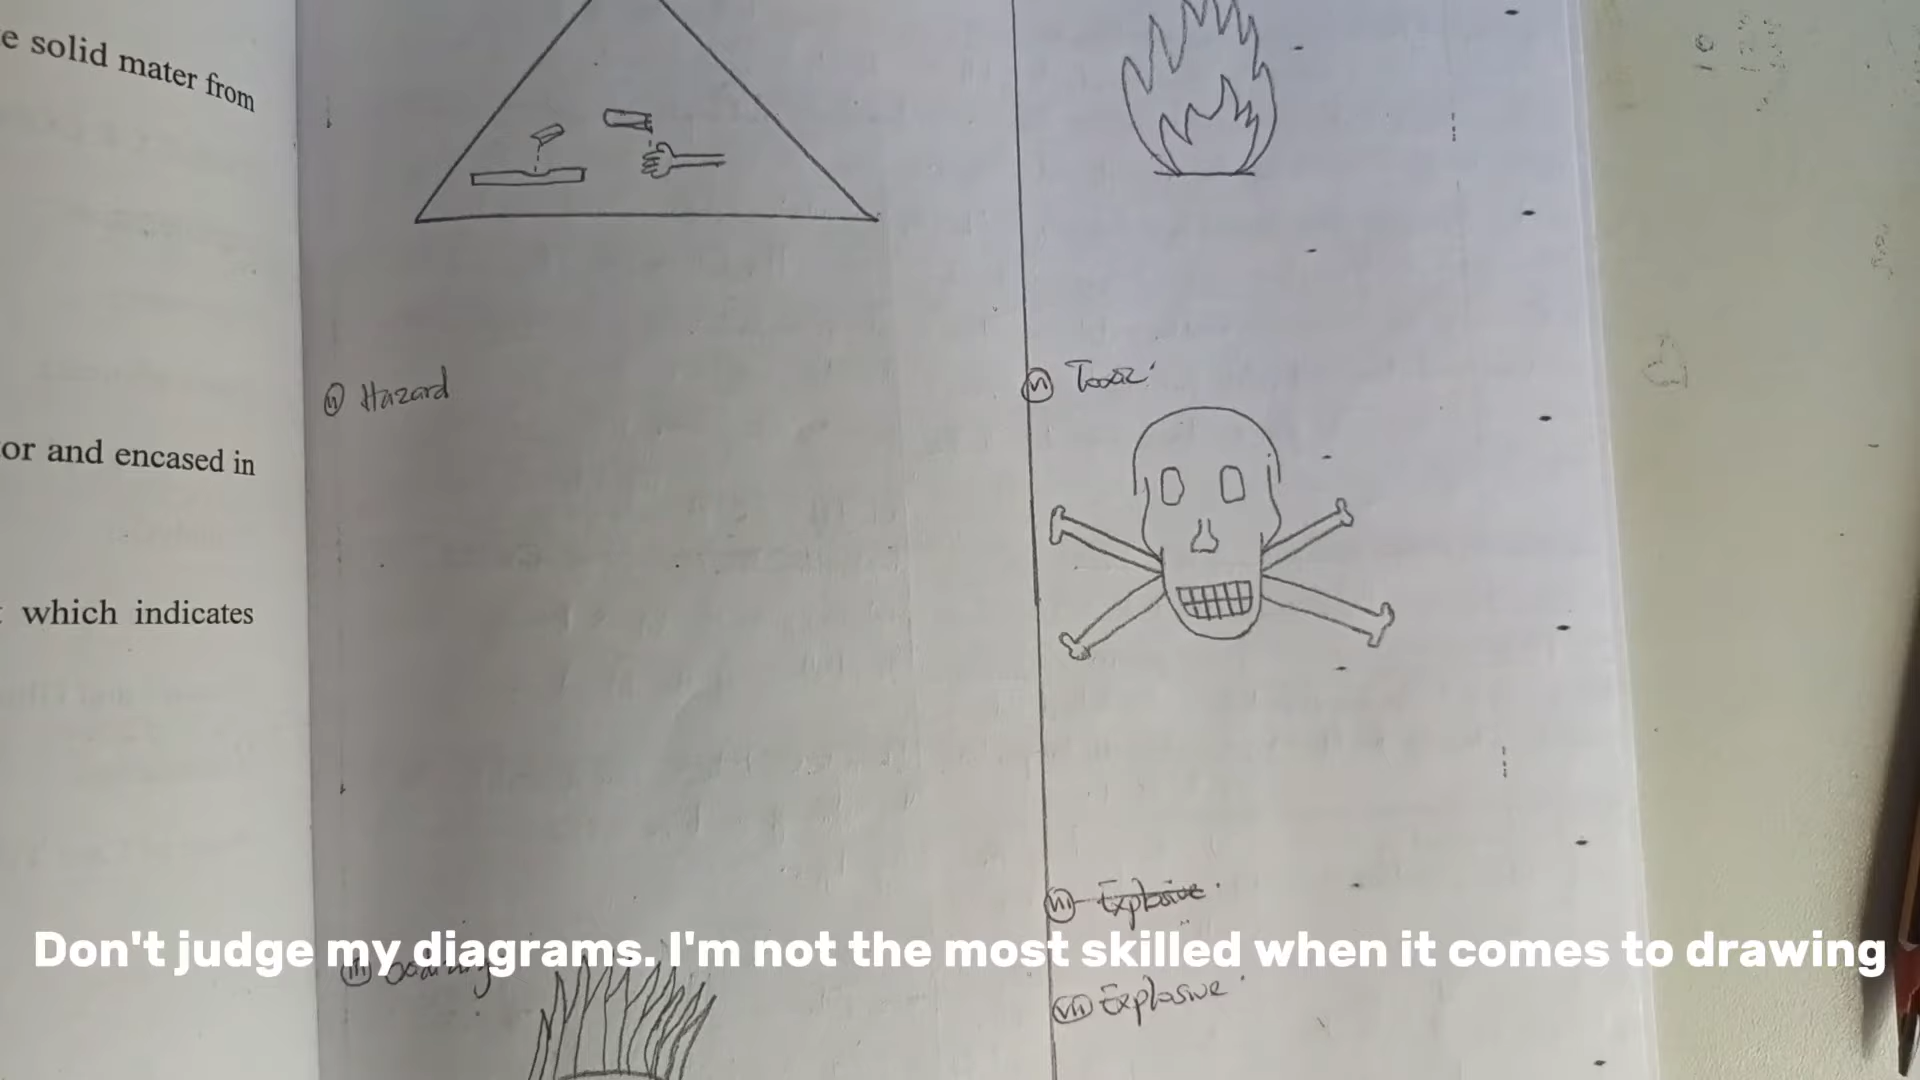 e solid mater from
or and encased in
which indicates
Hazard
Toxic
Explosive
Explosive
Don't judge my diagrams. I'm not the most skilled when it comes to drawing